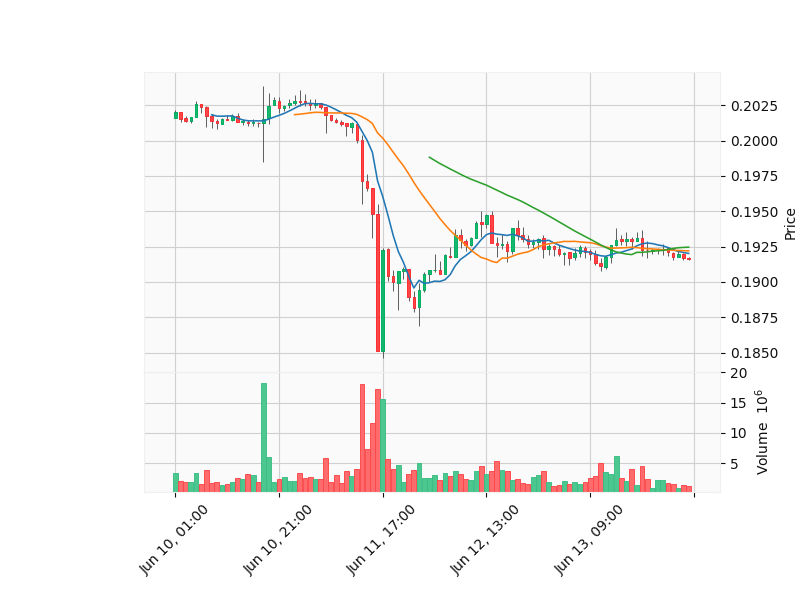 0.2025
0.2000
0.1975
0.1950
0.1925
0.1900
0.1875
0.1850
Price
20
15
10
5
Volume 10^6
Jun 10, 01:00
Jun 10, 21:00
Jun 11, 17:00
Jun 12, 13:00
Jun 13, 09:00